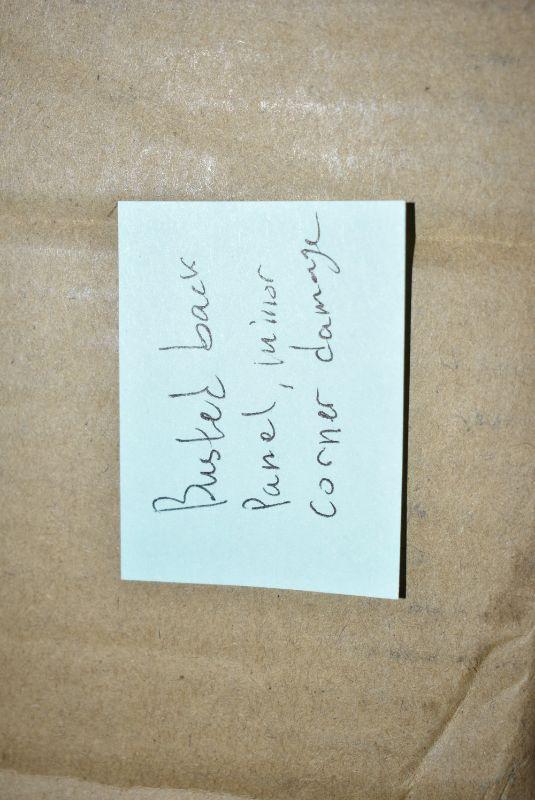 Busted back
Panel, minor
corner damage